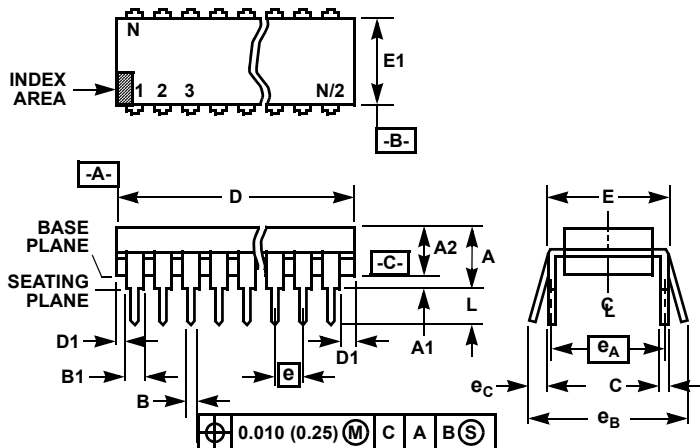 N
E1
INDEX
AREA
1 2 3 N/2
-B-
-A-
D
E
BASE
PLANE
A2
A
-C-
SEATING
PLANE
L
D1
B1
A1
D1
e
B
eA
eC
C
eB
0.010 (0.25) M C A B S